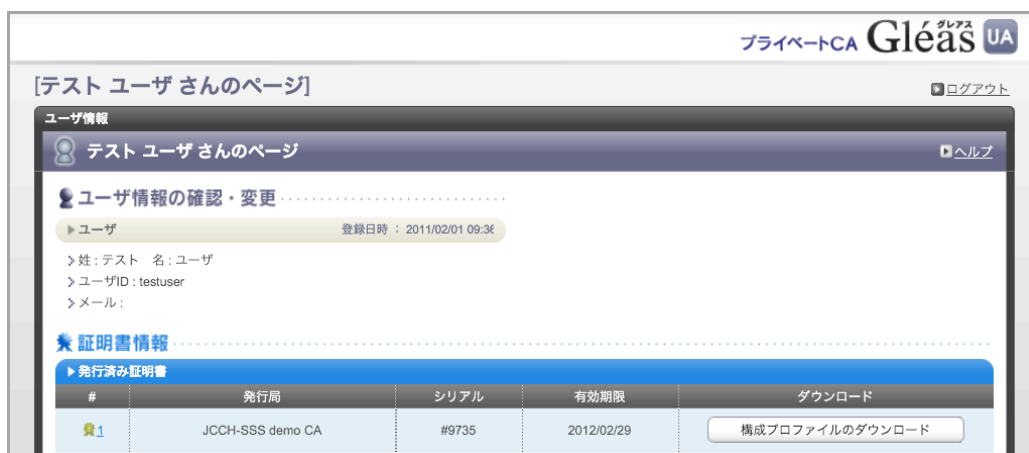 グレアス
プライベートCA Gléas UA
[テスト ユーザ さんのページ]
ログアウト
ユーザ情報
テスト ユーザ さんのページ
ヘルプ
ユーザ情報の確認・変更
ユーザ 登録日時 : 2011/02/01 09:36
姓 : テスト 名 : ユーザ
ユーザID : testuser
メール :
証明書情報
発行済み証明書
# 発行局 シリアル 有効期限 ダウンロード
1 JCCH-SSS demo CA #9735 2012/02/29 構成プロファイルのダウンロード